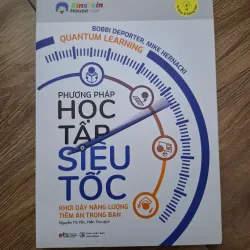 Einstein
House
BOBBI DEPORTER, MIKE HERNACKI
QUANTUM LEARNING
PHƯƠNG PHÁP
HỌC
TẬP
SIÊU
TỐC
KHƠI DẬY NĂNG LƯỢNG
TIỀM ẨN TRONG BẠN
ets